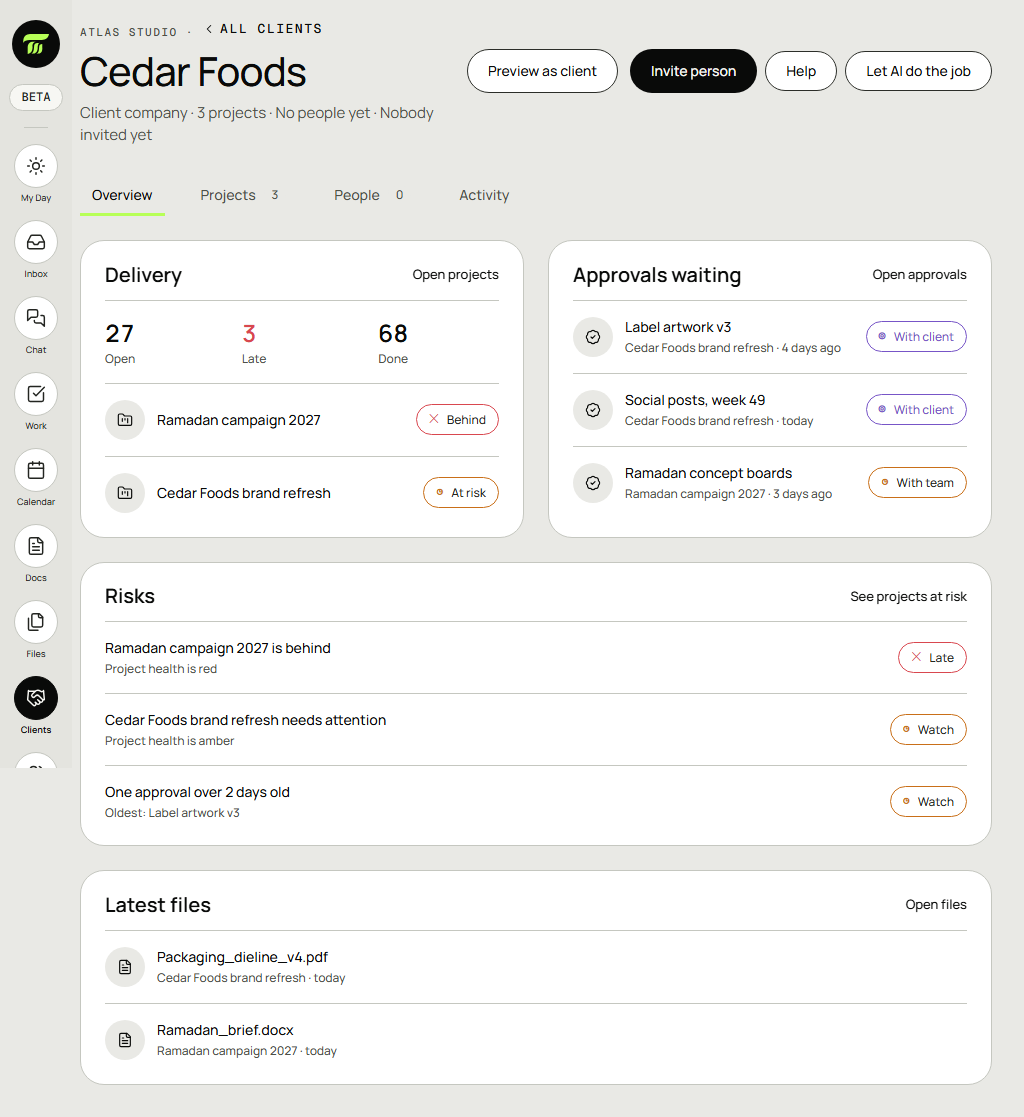 ATLAS STUDIO · ALL CLIENTS
Cedar Foods
Client company · 3 projects · No people yet · Nobody
invited yet
Preview as client
Invite person
Help
Let AI do the job
BETA
My Day
Inbox
Chat
Work
Calendar
Docs
Files
Clients
Overview
Projects 3
People 0
Activity
Delivery
Open projects
27
Open
3
Late
68
Done
Ramadan campaign 2027
Behind
Cedar Foods brand refresh
At risk
Approvals waiting
Open approvals
Label artwork v3
Cedar Foods brand refresh · 4 days ago
With client
Social posts, week 49
Cedar Foods brand refresh · today
With client
Ramadan concept boards
Ramadan campaign 2027 · 3 days ago
With team
Risks
See projects at risk
Ramadan campaign 2027 is behind
Project health is red
Late
Cedar Foods brand refresh needs attention
Project health is amber
Watch
One approval over 2 days old
Oldest: Label artwork v3
Watch
Latest files
Open files
Packaging_dieline_v4.pdf
Cedar Foods brand refresh · today
Ramadan_brief.docx
Ramadan campaign 2027 · today